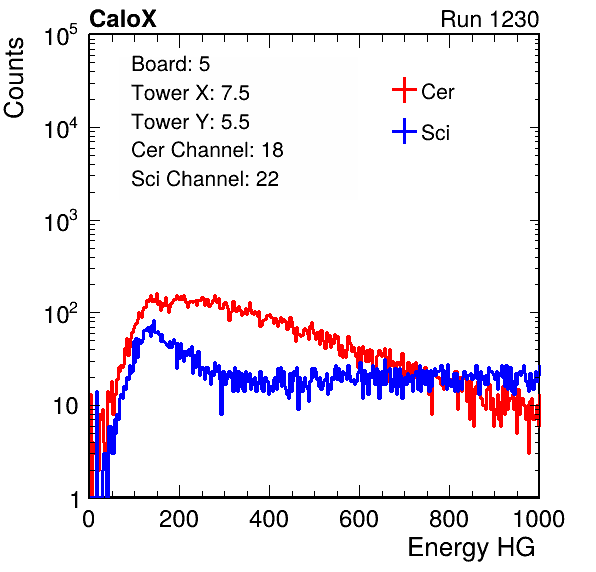 CaloX Run 1230
Counts
10^5
10^4
10^3
10^2
10
1
Board: 5
Tower X: 7.5
Tower Y: 5.5
Cer Channel: 18
Sci Channel: 22
Cer
Sci
0 200 400 600 800 1000
Energy HG